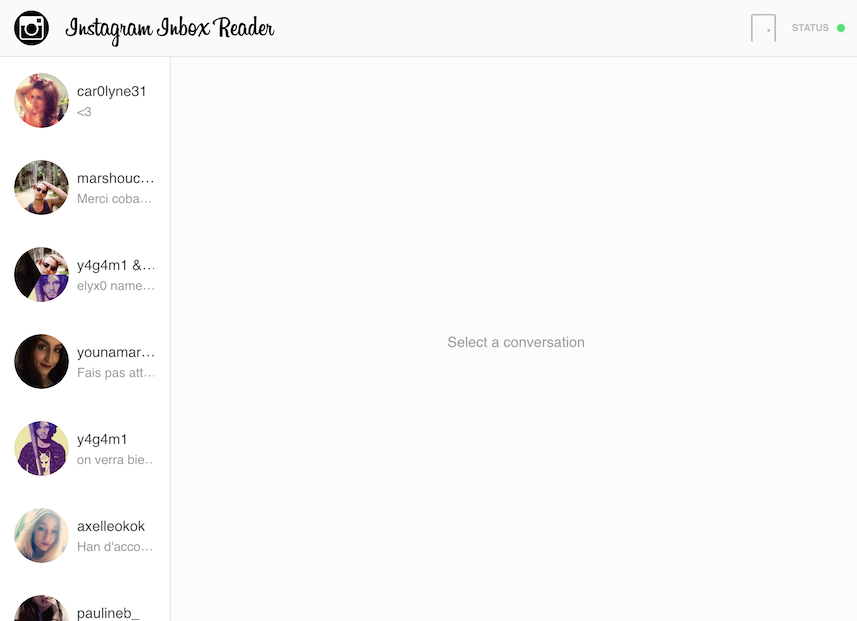 Instagram Inbox Reader
STATUS
car0lyne31
<3
marshouc...
Merci coba...
y4g4m1 &...
elyx0 name...
Select a conversation
younamar...
Fais pas att...
y4g4m1
on verra bie..
axelleokok
Han d'acco...
paulineb_